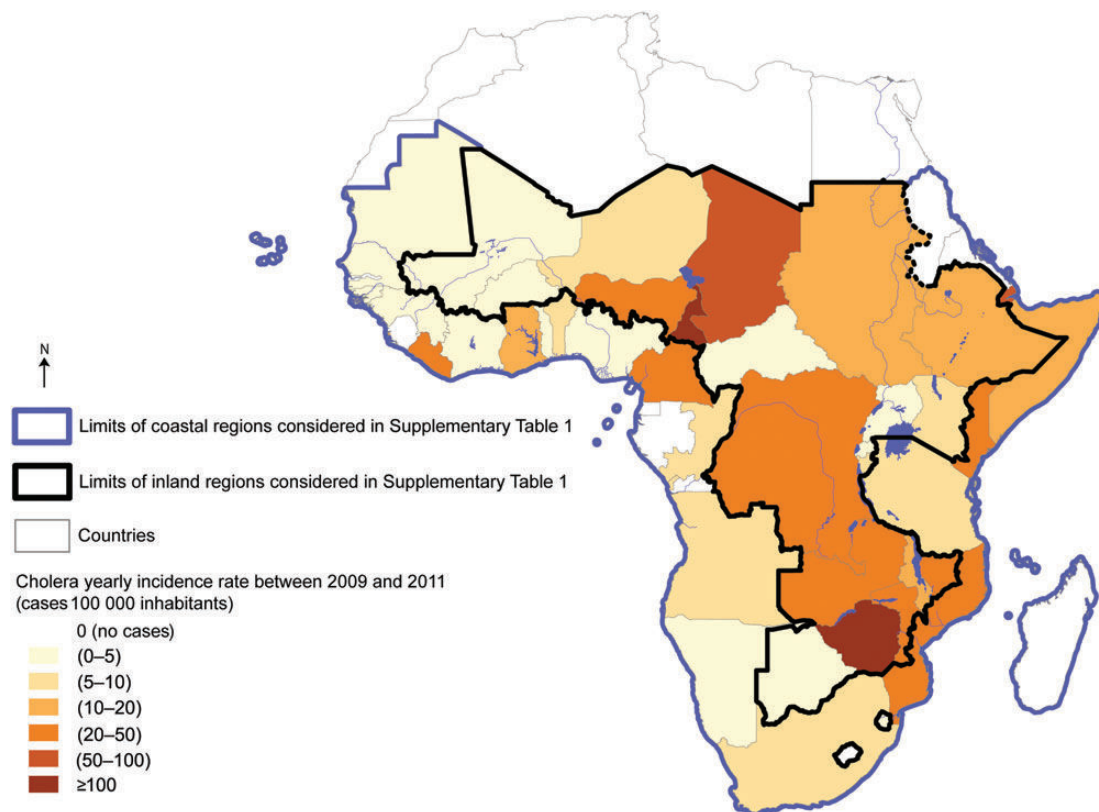 N
Limits of coastal regions considered in Supplementary Table 1
Limits of inland regions considered in Supplementary Table 1
Countries
Cholera yearly incidence rate between 2009 and 2011
(cases 100 000 inhabitants)
0 (no cases)
(0–5)
(5–10)
(10–20)
(20–50)
(50–100)
≥100